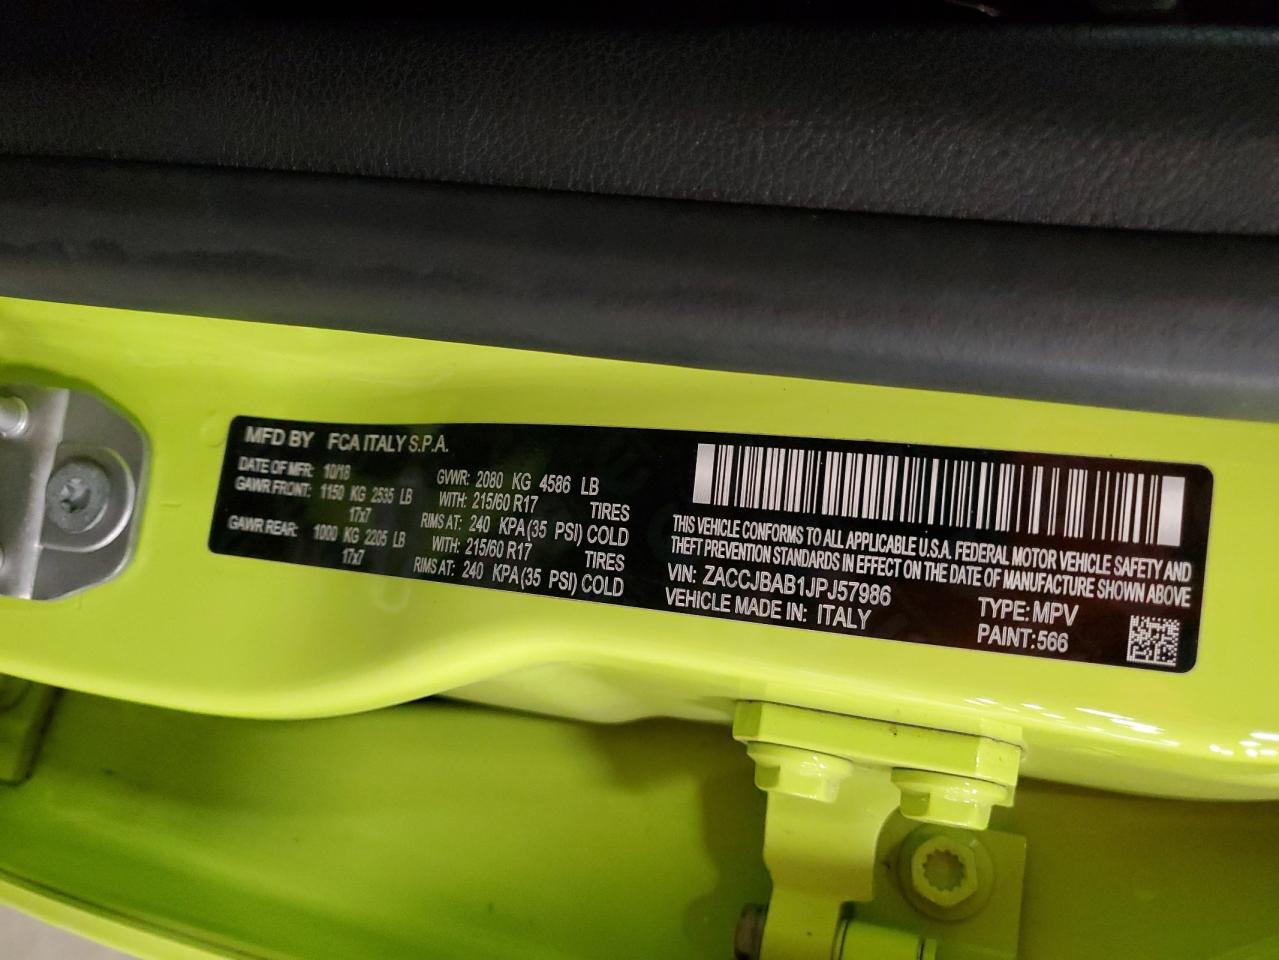 MFD BY FCA ITALY S.P.A.
DATE OF MFR: 10/18 GVWR: 2080 KG 4586 LB
GAWR FRONT: 1150 KG 2535 LB WITH: 215/60 R17 TIRES
17x7 RIMS AT: 240 KPA(35 PSI) COLD
GAWR REAR: 1000 KG 2205 LB WITH: 215/60 R17 TIRES
17x7 RIMS AT: 240 KPA(35 PSI) COLD
THIS VEHICLE CONFORMS TO ALL APPLICABLE U.S.A. FEDERAL MOTOR VEHICLE SAFETY AND
THEFT PREVENTION STANDARDS IN EFFECT ON THE DATE OF MANUFACTURE SHOWN ABOVE
VIN: ZACCJBAB1JPJ57986 TYPE: MPV
VEHICLE MADE IN: ITALY PAINT:566